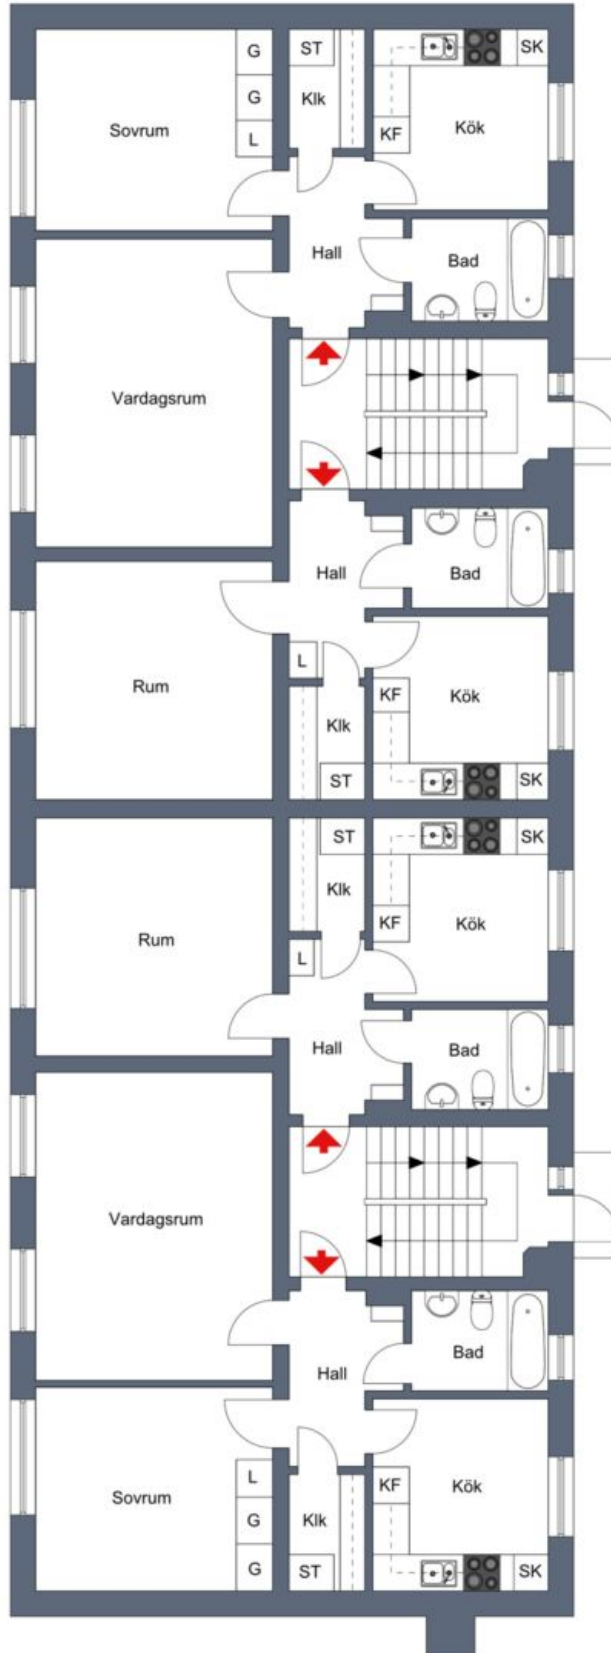 G
ST
SK
G
Klk
Sovrum
L
KF
Kök
Hall
Bad
Vardagsrum
Hall
Bad
L
Rum
KF
Kök
Klk
ST
SK
ST
SK
Klk
KF
Kök
Rum
L
Hall
Bad
Vardagsrum
Bad
Hall
L
KF
Kök
Sovrum
G
Klk
G
ST
SK